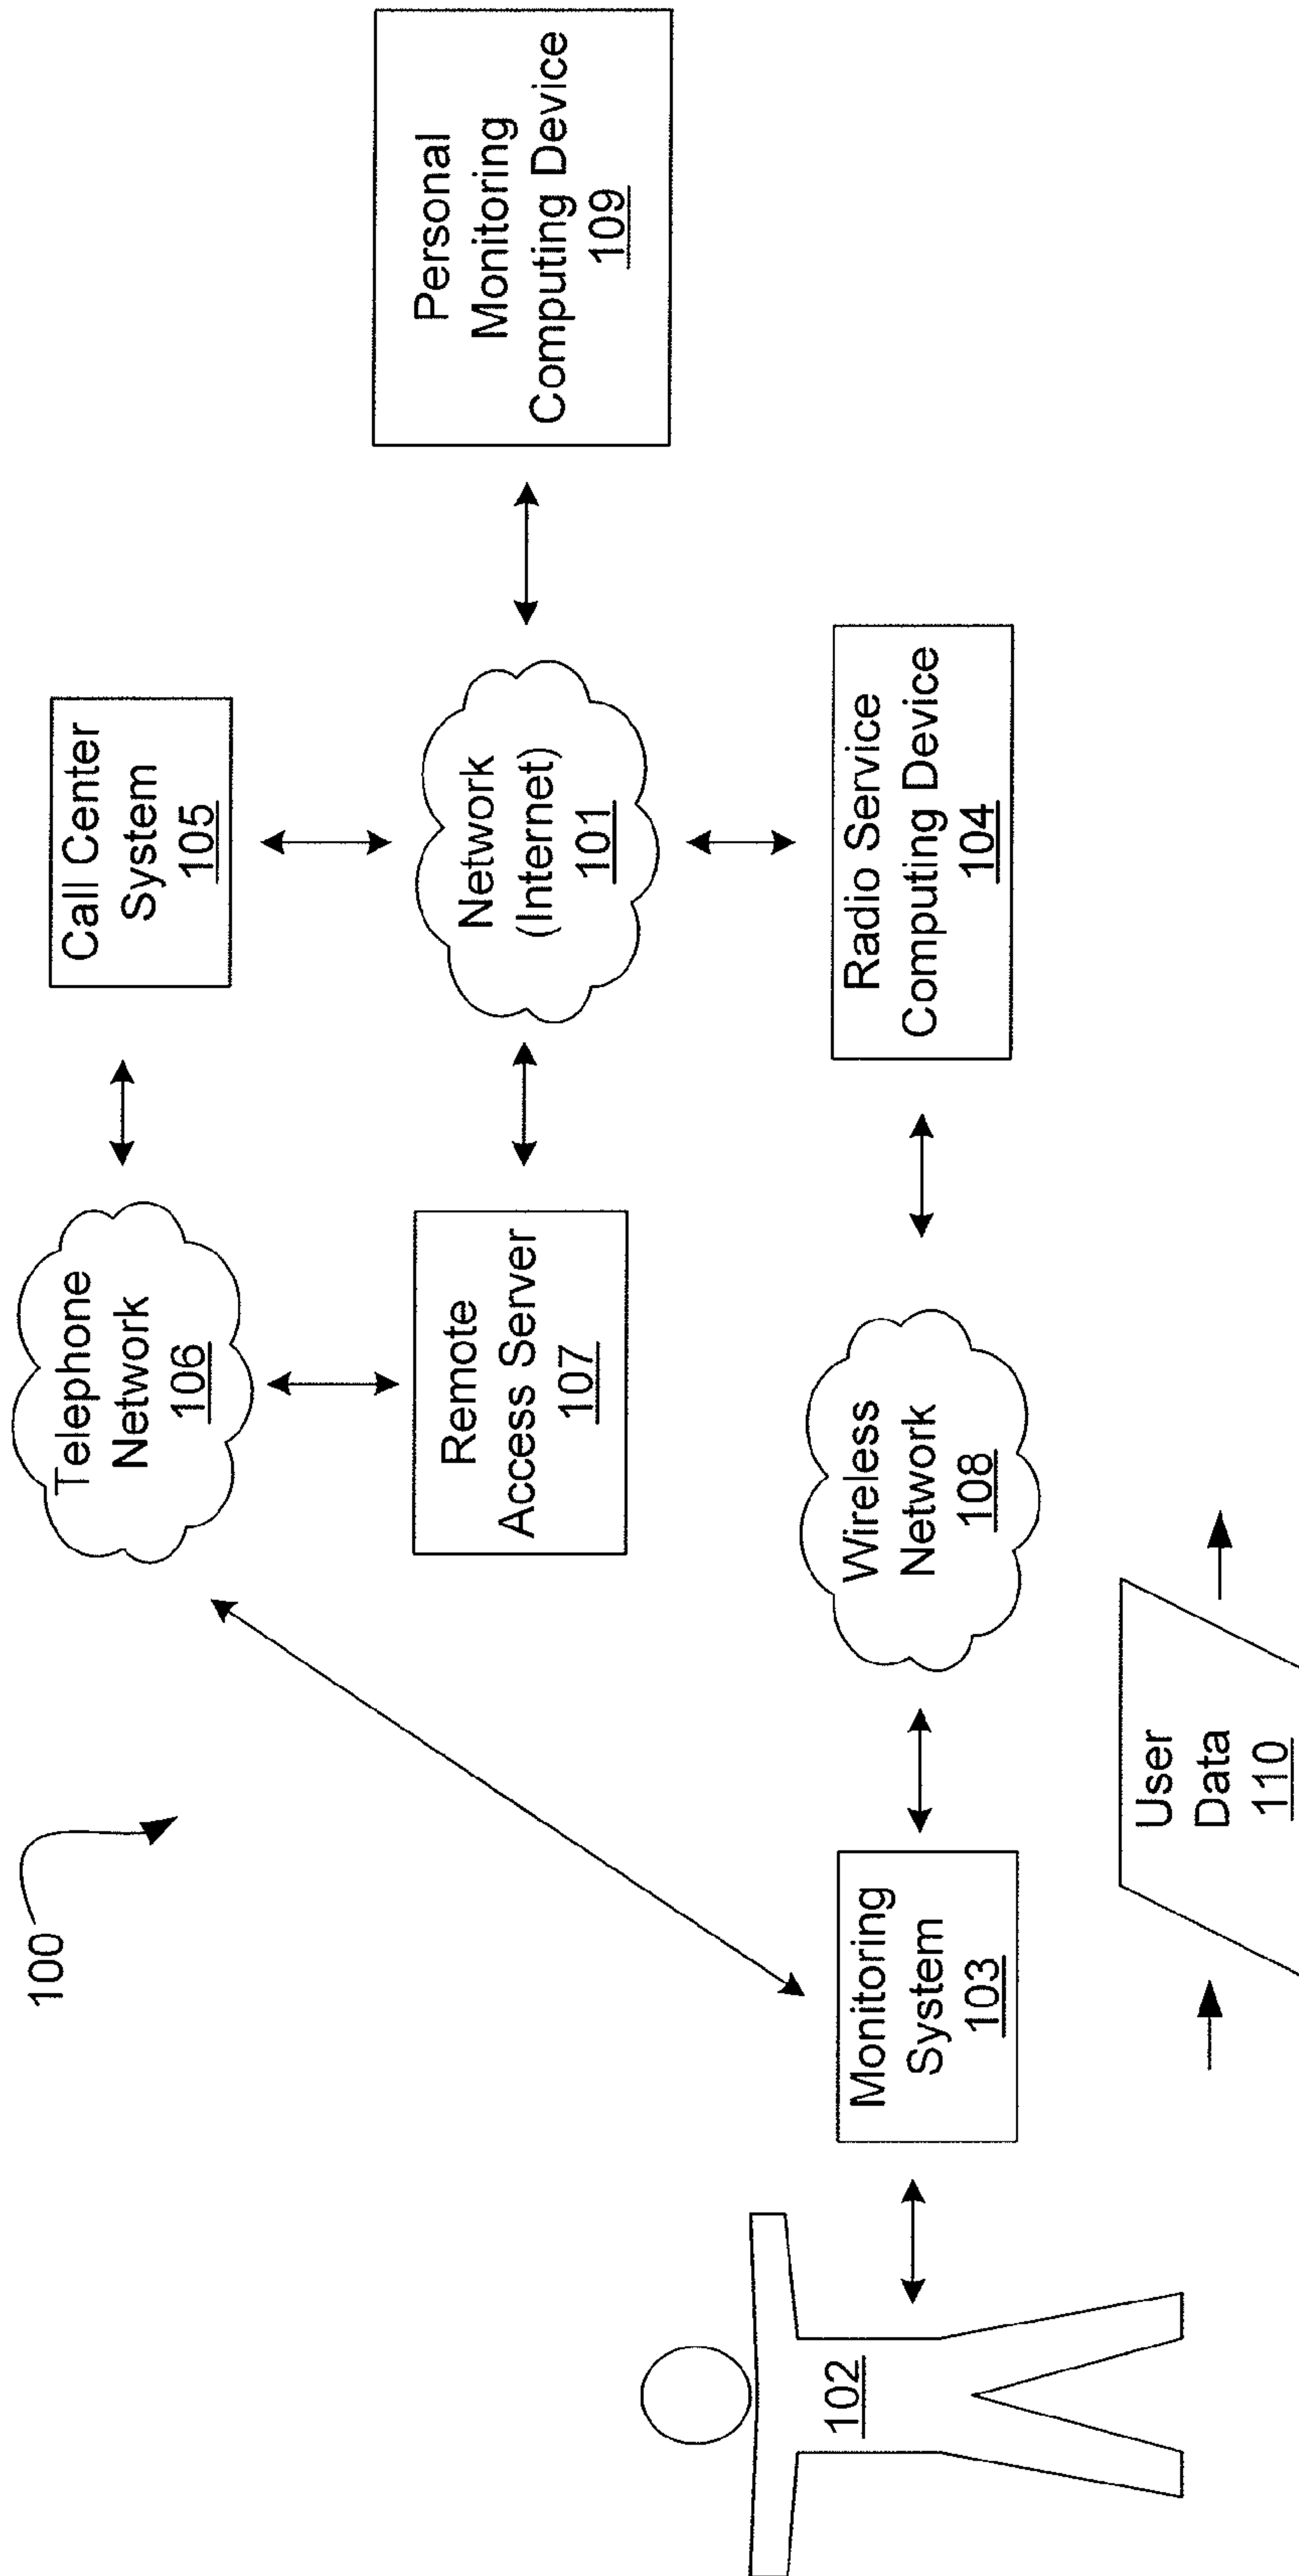 100
Telephone
Network
106
Call Center
System
105
Remote
Access Server
107
Network
(Internet)
101
Personal
Monitoring
Computing Device
109
102
Monitoring
System
103
Wireless
Network
108
Radio Service
Computing Device
104
User
Data
110